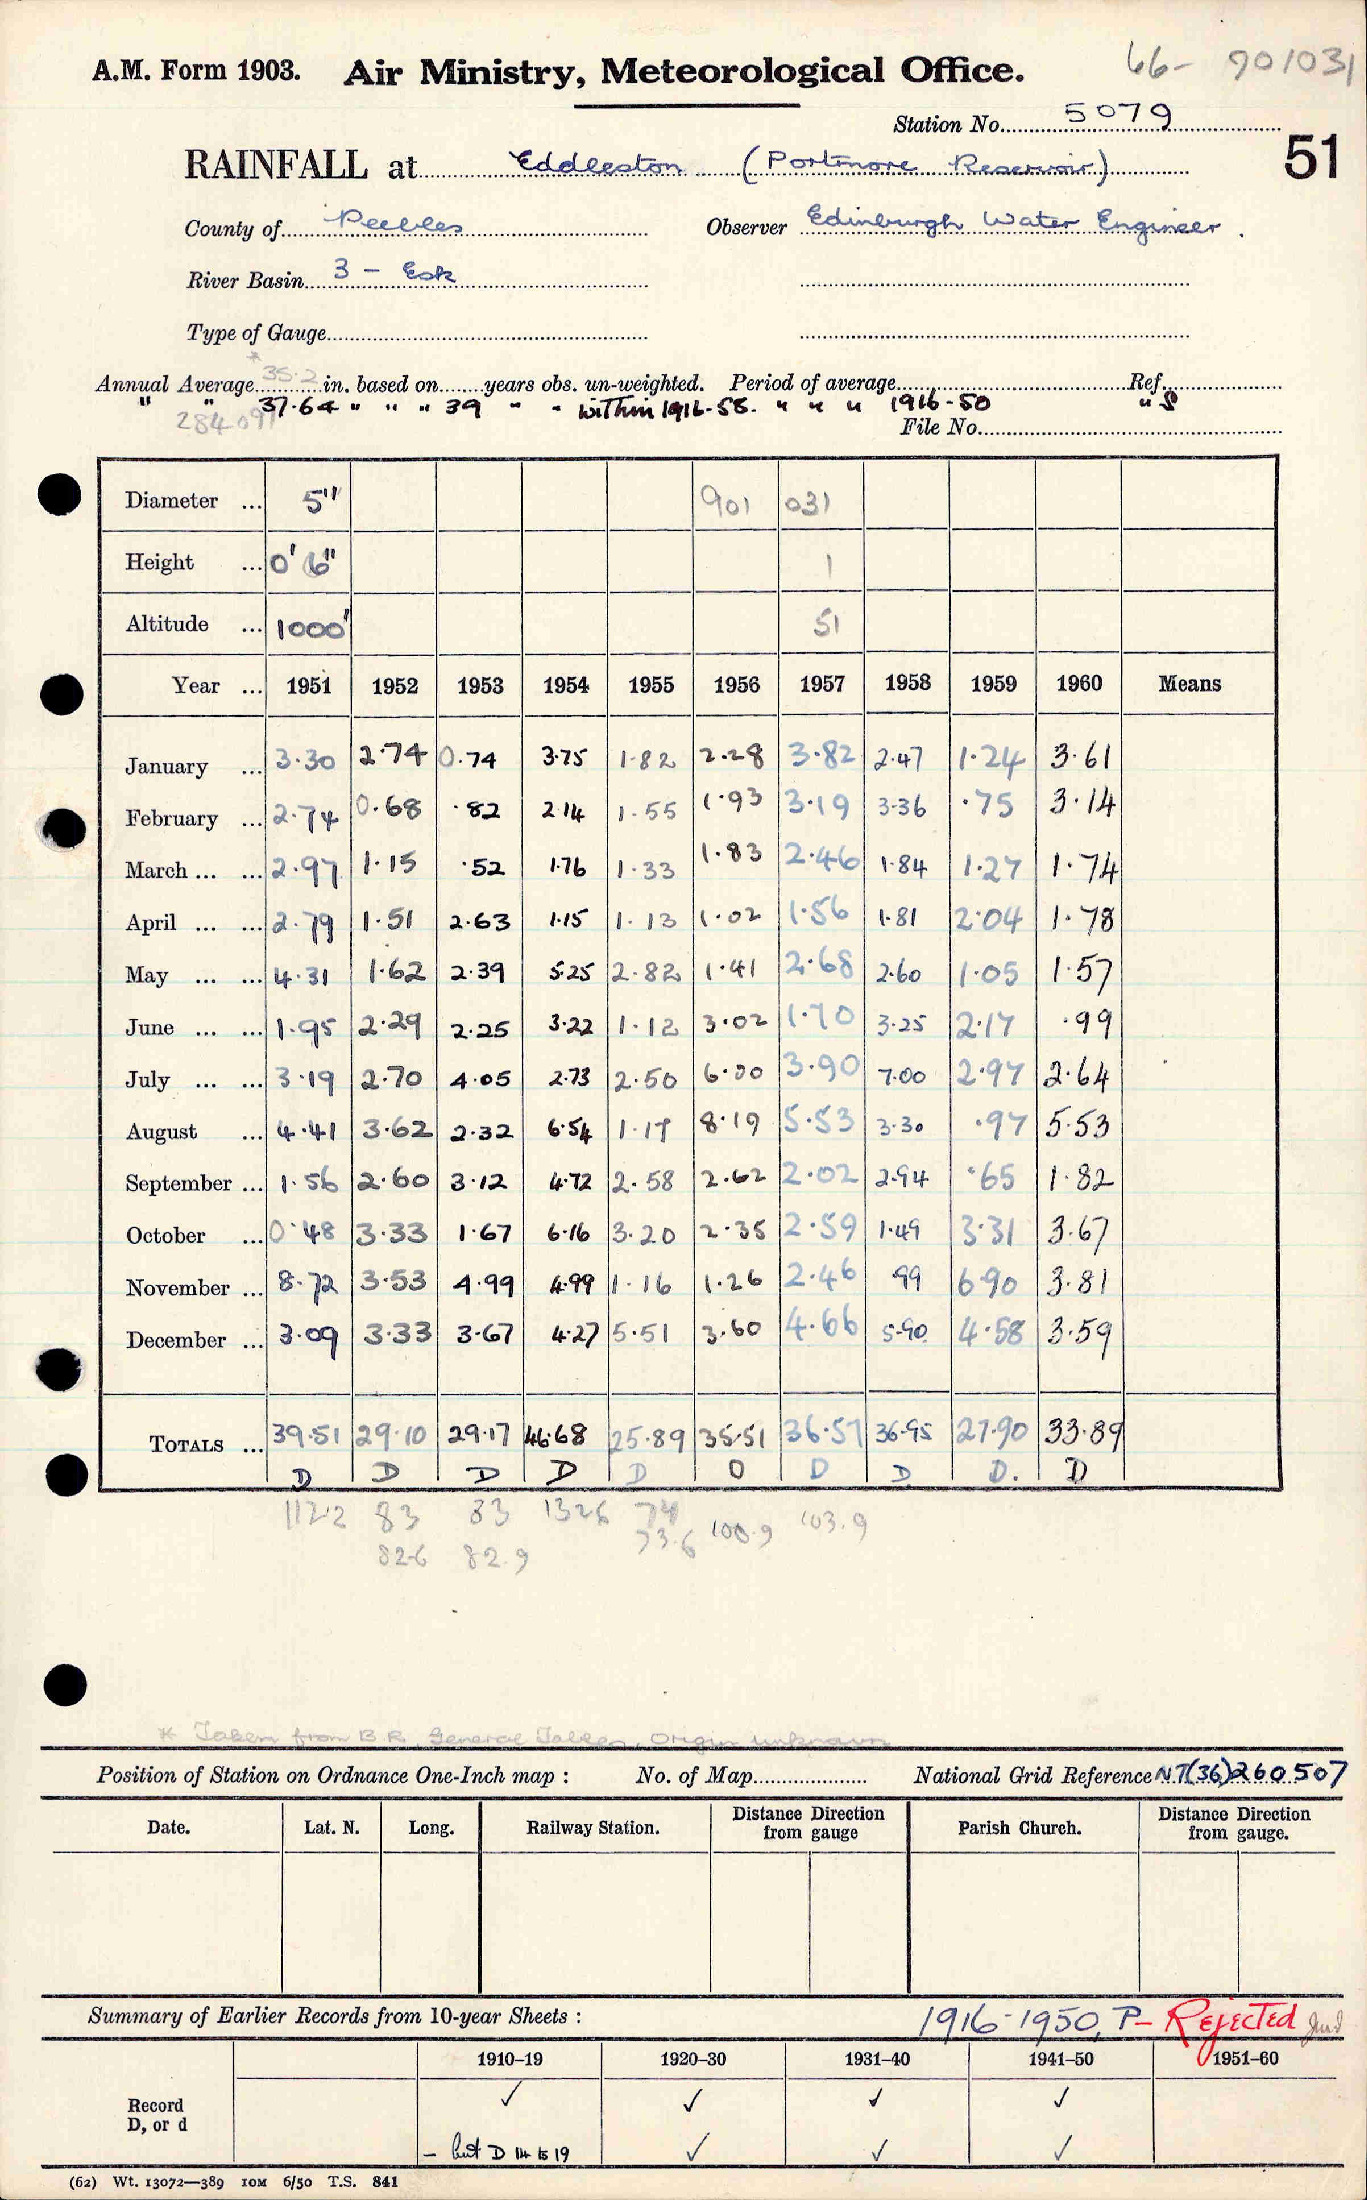 66- 901031
A.M. Form 1903. Air Ministry, Meteorological Office.
Station No. 5079
51
RAINFALL at Eddleston (Portmore Reservoir)
County of Peebles Observer Edinburgh Water Engineer.
River Basin 3 - Esk
Type of Gauge
*
Annual Average 35.2 in. based on years obs. un-weighted. Period of average Ref.
" " 37.64 " " " 39 " - within 1916-58. " " " 1916-50 " S
284091
File No.
Diameter ... 5" 901 031
Height ... 0' 6" 1
Altitude ... 1000' 51
Year ... 1951 1952 1953 1954 1955 1956 1957 1958 1959 1960 Means
January ... 3.30 2.74 0.74 3.75 1.82 2.28 3.82 2.47 1.24 3.61
February ... 2.74 0.68 .82 2.14 1.55 1.93 3.19 3.36 .75 3.14
March ... ... 2.97 1.15 .52 1.76 1.33 1.83 2.46 1.84 1.27 1.74
April ... ... 2.79 1.51 2.63 1.15 1.13 1.02 1.56 1.81 2.04 1.78
May ... ... 4.31 1.62 2.39 5.25 2.82 1.41 2.68 2.60 1.05 1.57
June ... ... 1.95 2.29 2.25 3.22 1.12 3.02 1.70 3.25 2.17 .99
July ... ... 3.19 2.70 4.05 2.73 2.50 6.00 3.90 7.00 2.97 2.64
August ... 4.41 3.62 2.32 6.54 1.17 8.19 5.53 3.30 .97 5.53
September ... 1.56 2.60 3.12 4.72 2.58 2.62 2.02 2.94 .65 1.82
October ... 0.48 3.33 1.67 6.16 3.20 2.35 2.59 1.49 3.31 3.67
November ... 8.72 3.53 4.99 4.99 1.16 1.26 2.46 .99 6.90 3.81
December ... 3.09 3.33 3.67 4.27 5.51 3.60 4.66 5.90 4.58 3.59
TOTALS ... 39.51 29.10 29.17 46.68 25.89 35.51 36.57 36.95 27.90 33.89
D D D D D D D D D. D
112.2 83 83 132.6 74 100.9 103.9
82.6 82.9 73.6
* Taken from B.R. General Tables, Origin unknown
Position of Station on Ordnance One-Inch map : No. of Map National Grid Reference NT(36)260507
Date. Lat. N. Long. Railway Station. Distance Direction from gauge Parish Church. Distance Direction from gauge.
Summary of Earlier Records from 10-year Sheets : 1916-1950, P- Rejected
1910–19 1920–30 1931–40 1941–50 1951–60
Record ✓ ✓ ✓ ✓
D, or d - but D 14 to 19 ✓ ✓ ✓
(62) Wt. 13072—389 10M 6/50 T.S. 841